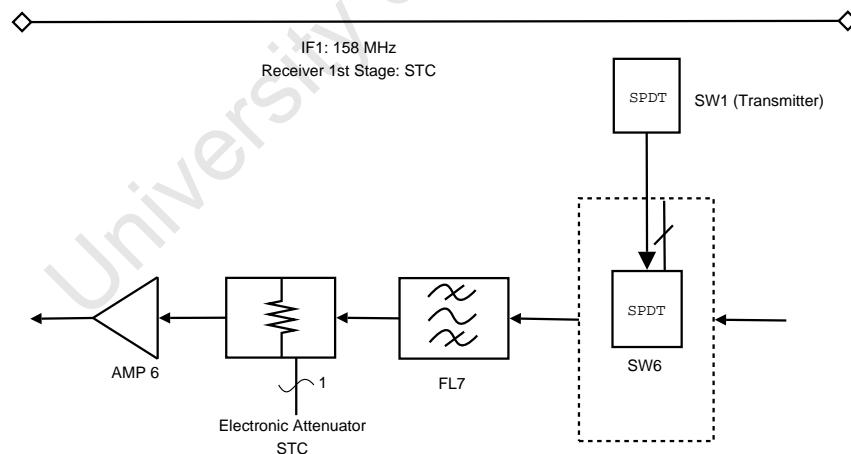 IF1: 158 MHz
Receiver 1st Stage: STC
SPDT
SW1 (Transmitter)
SPDT
SW6
AMP 6
1
FL7
Electronic Attenuator
STC
University